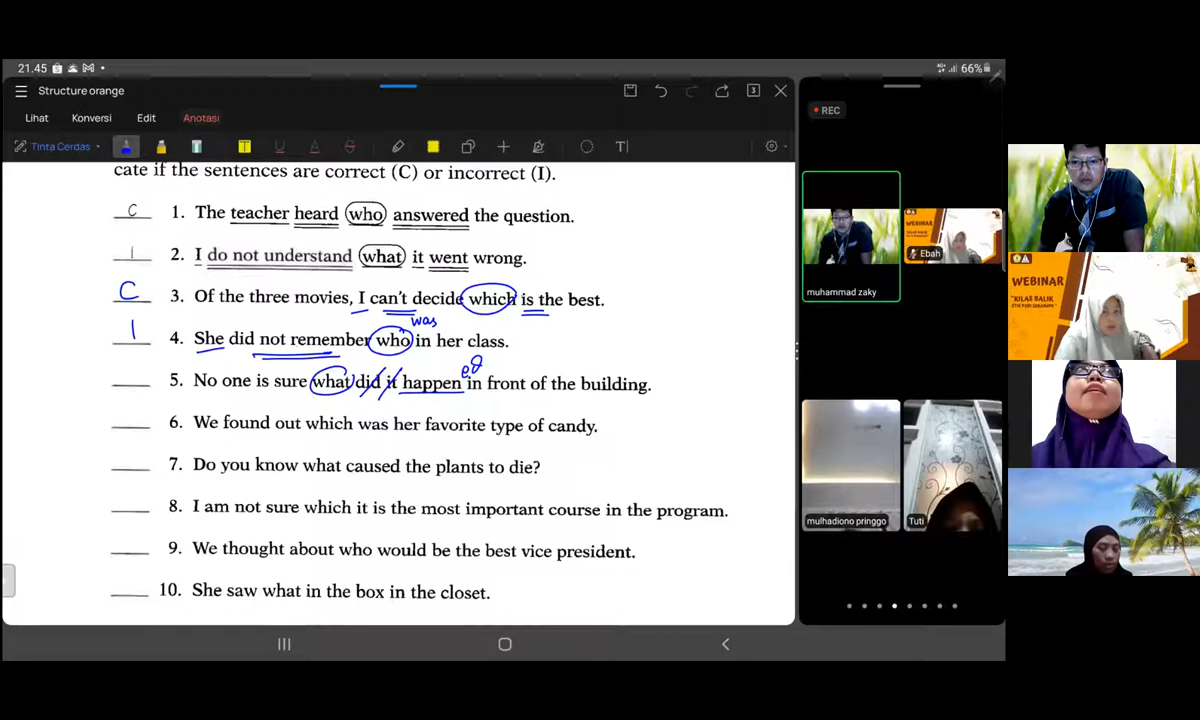 21.45 66%
Structure orange 3
Lihat Konversi Edit Anotasi
Tinta Cerdas
cate if the sentences are correct (C) or incorrect (I).
C 1. The teacher heard who answered the question.
I 2. I do not understand what it went wrong.
C 3. Of the three movies, I can't decide which is the best.
was
I 4. She did not remember who in her class.
ed
5. No one is sure what did it happen in front of the building.
6. We found out which was her favorite type of candy.
7. Do you know what caused the plants to die?
8. I am not sure which it is the most important course in the program.
9. We thought about who would be the best vice president.
10. She saw what in the box in the closet.
REC
muhammad zaky
WEBINAR
Ebah
mulhadiono pringgo
Tuti
WEBINAR
"KILAS BALIK